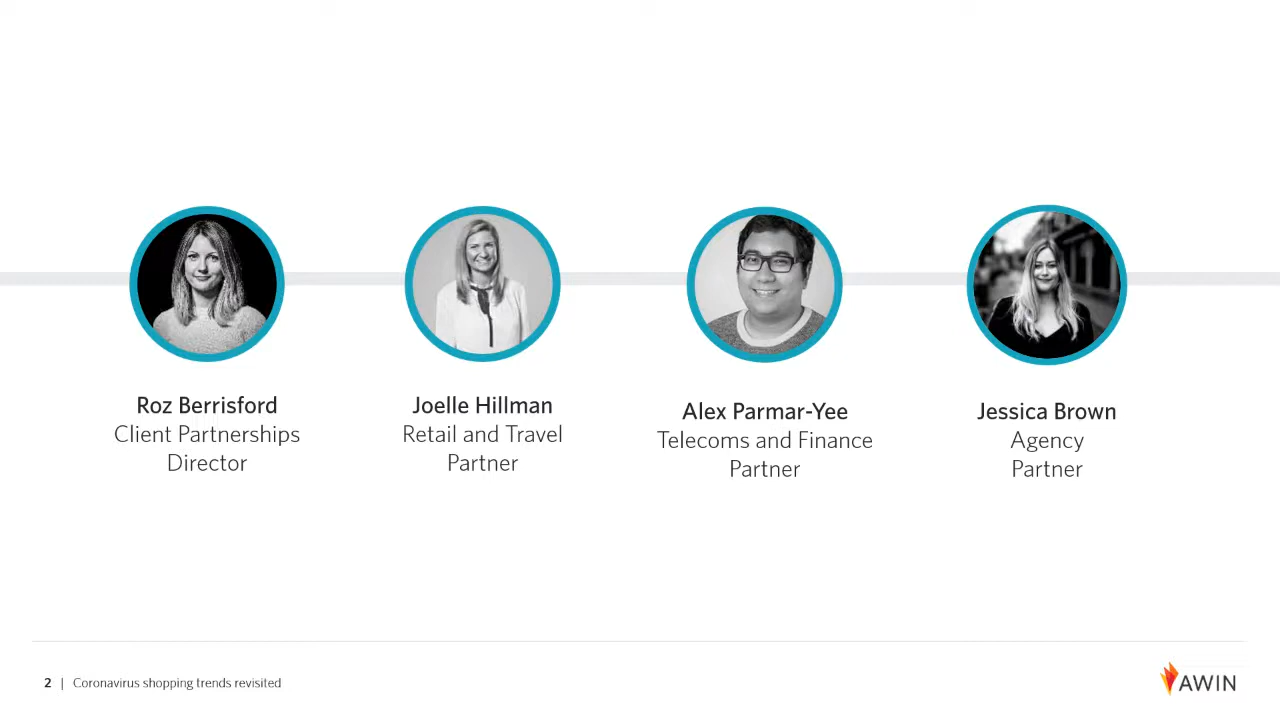 Roz Berrisford
Client Partnerships
Director
Joelle Hillman
Retail and Travel
Partner
Alex Parmar-Yee
Telecoms and Finance
Partner
Jessica Brown
Agency
Partner
2 | Coronavirus shopping trends revisited
AWIN